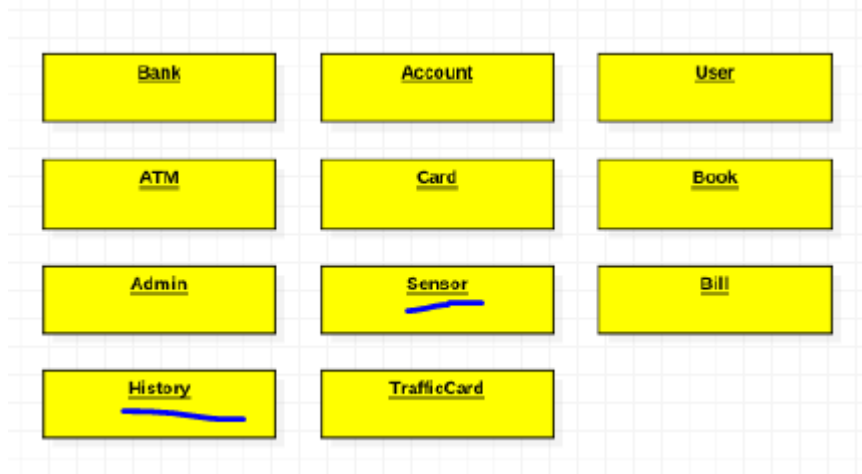 Bank
Account
User
ATM
Card
Book
Admin
Sensor
Bill
History
TrafficCard